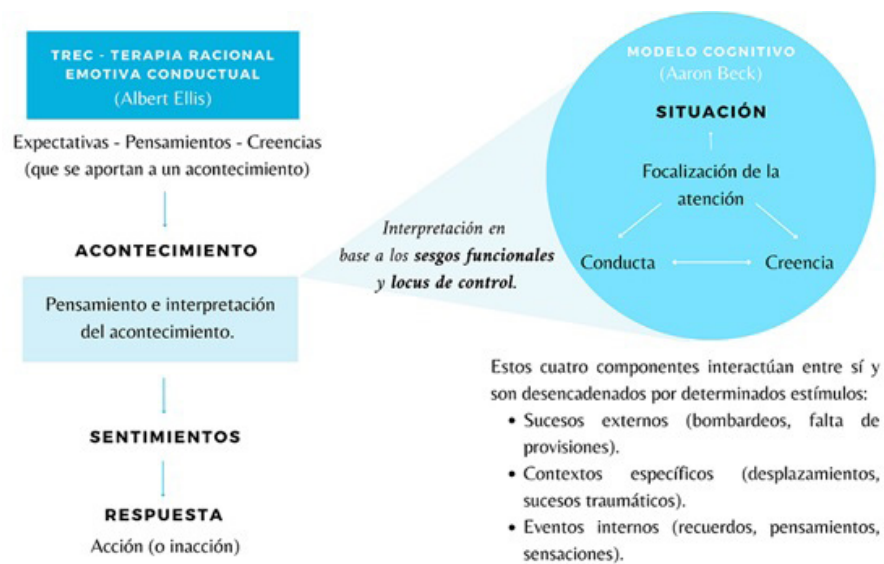 TREC - TERAPIA RACIONAL
EMOTIVA CONDUCTUAL
(Albert Ellis)
Expectativas - Pensamientos - Creencias
(que se aportan a un acontecimiento)
ACONTECIMIENTO
Pensamiento e interpretación
del acontecimiento.
SENTIMIENTOS
RESPUESTA
Acción (o inacción)
Interpretación en
base a los sesgos funcionales
y locus de control.
MODELO COGNITIVO
(Aaron Beck)
SITUACIÓN
Focalización de la
atención
Conducta
Creencia
Estos cuatro componentes interactúan entre sí y
son desencadenados por determinados estímulos:
• Sucesos externos (bombardeos, falta de
provisiones).
• Contextos específicos (desplazamientos,
sucesos traumáticos).
• Eventos internos (recuerdos, pensamientos,
sensaciones).